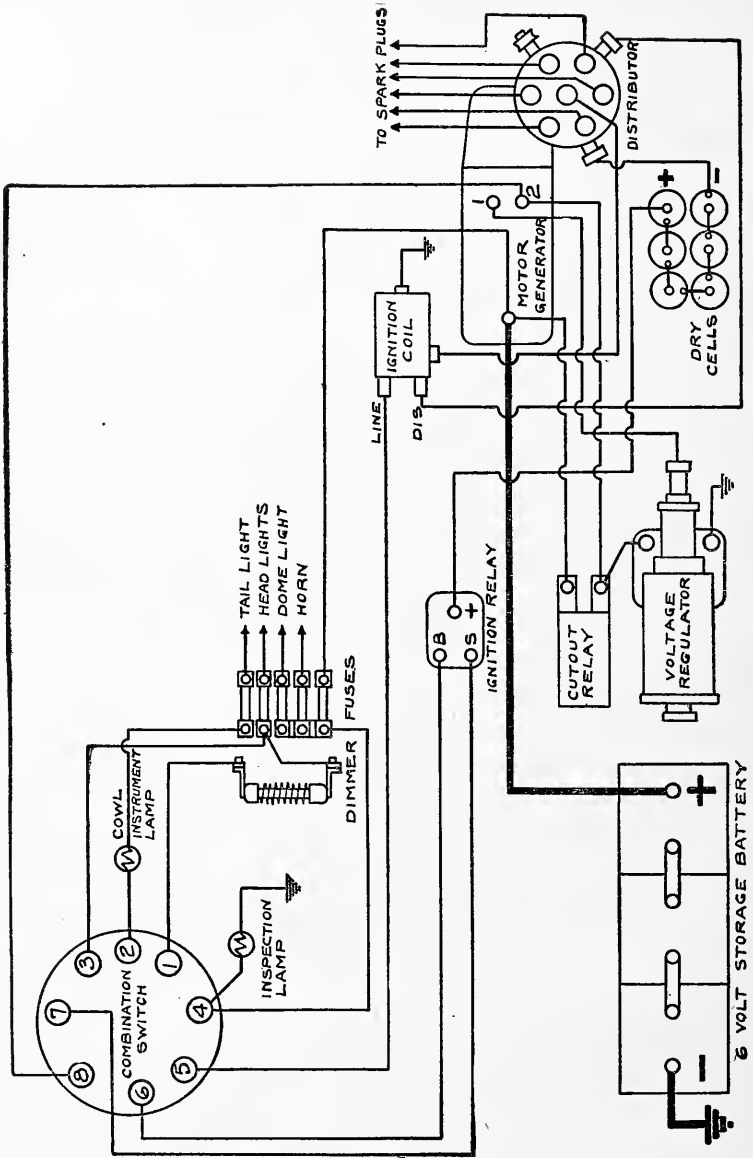 TO SPARK PLUGS
DISTRIBUTOR
1
2
MOTOR
GENERATOR
+
-
DRY
CELLS
IGNITION
COIL
LINE
DIS
TAIL LIGHT
HEAD LIGHTS
DOME LIGHT
HORN
FUSES
DIMMER
COWL
INSTRUMENT
LAMP
INSPECTION
LAMP
COMBINATION
SWITCH
1
2
3
4
5
6
7
8
B
+
S
IGNITION RELAY
CUTOUT
RELAY
VOLTAGE
REGULATOR
+
-
6 VOLT STORAGE BATTERY